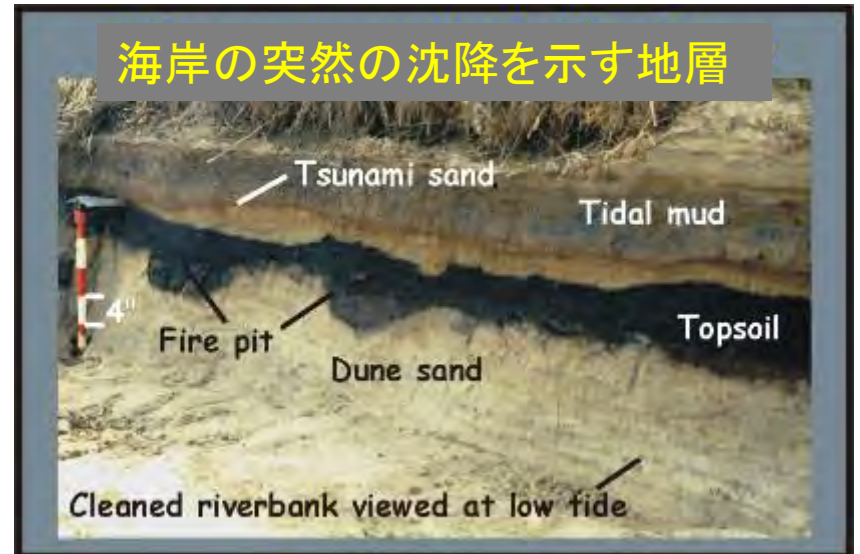 海岸の突然の沈降を示す地層
Tsunami sand
Tidal mud
4"
Fire pit
Topsoil
Dune sand
Cleaned riverbank viewed at low tide